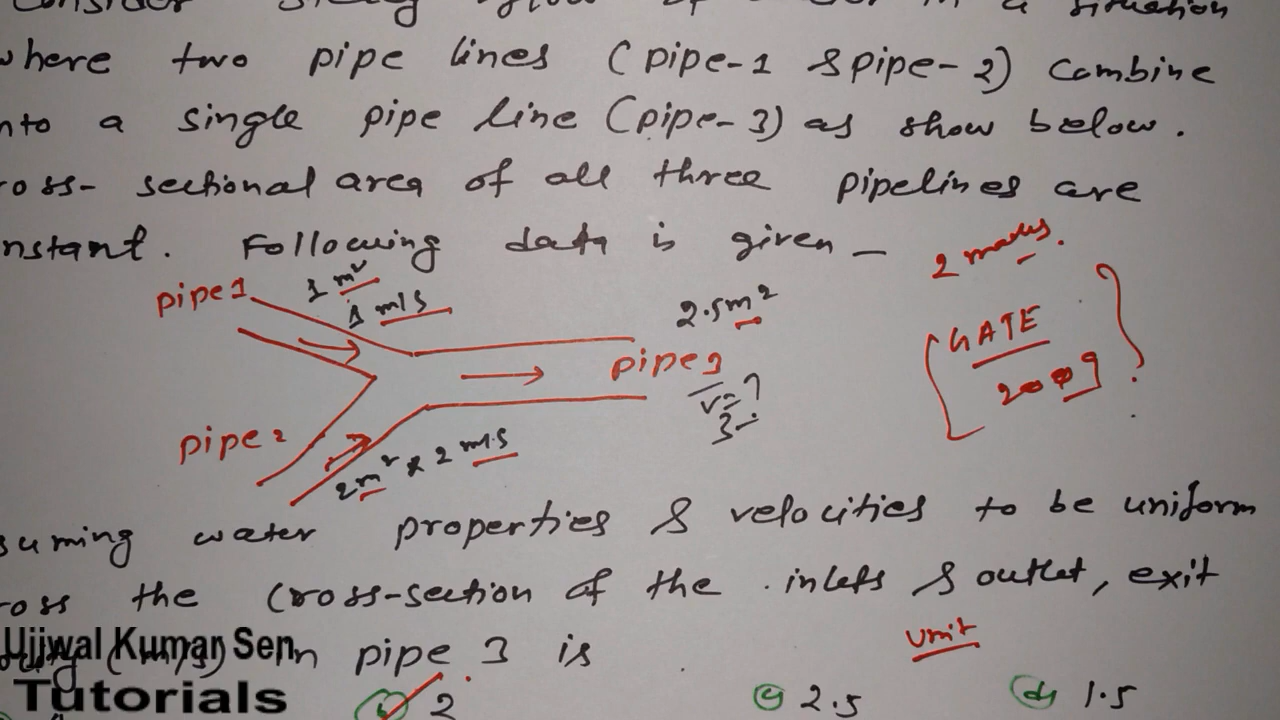 where two pipe lines (pipe-1 & pipe-2) combine
nto a single pipe line (pipe-3) as show below.
ross- sectional area of all three pipelines are
nstant. Following data is given _
2 marks.
pipe 1
1 m²
1 m/s
2.5m²
GATE
2009
pipe 3
v=?
3
pipe 2
2m² & 2 m/s
suming water properties & velocities to be uniform
ross the cross-section of the inlets & outlet, exit
in pipe 3 is
unit
Ujjwal Kumar Sen
Tutorials
(b) 2
(c) 2.5
(d) 1.5